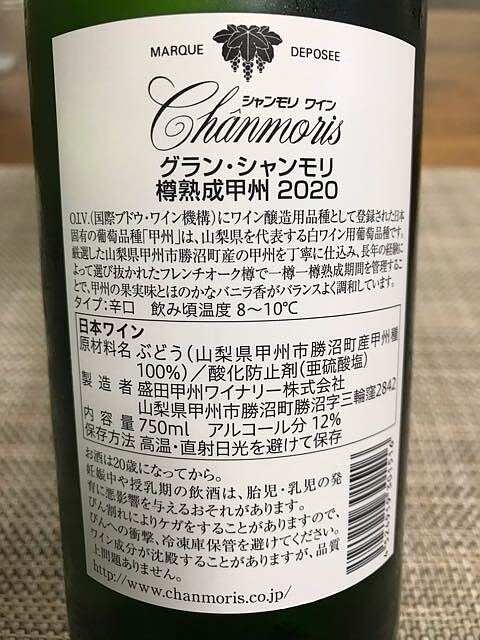 MARQUE DEPOSEE
シャンモリ ワイン
Chânmoris
グラン・シャンモリ
樽熟成甲州 2020
O.I.V.(国際ブドウ・ワイン機構)にワイン醸造用品種として登録された日本
固有の葡萄品種「甲州」は、山梨県を代表する白ワイン用葡萄品種です。
厳選した山梨県甲州市勝沼町産の甲州を丁寧に仕込み、長年の経験に
よって選び抜かれたフレンチオーク樽で一樽一樽熟成期間を管理するこ
とで、甲州の果実味とほのかなバニラ香がバランスよく調和しています。
タイプ:辛口 飲み頃温度 8〜10℃
日本ワイン
原材料名 ぶどう(山梨県甲州市勝沼町産甲州種
100%)/酸化防止剤(亜硫酸塩)
製造者 盛田甲州ワイナリー株式会社
山梨県甲州市勝沼町勝沼字三輪窪2842
内容量 750ml アルコール分 12%
保存方法 高温・直射日光を避けて保存
お酒は20歳になってから。
妊娠中や授乳期の飲酒は、胎児・乳児の発
育に悪影響を与えるおそれがあります。
びん割れによりケガをすることがありますので、
びんへの衝撃、冷凍庫保管を避けてください。
ワイン成分が沈殿することがありますが、品質
上問題ありません。
http://www.chanmoris.co.jp/